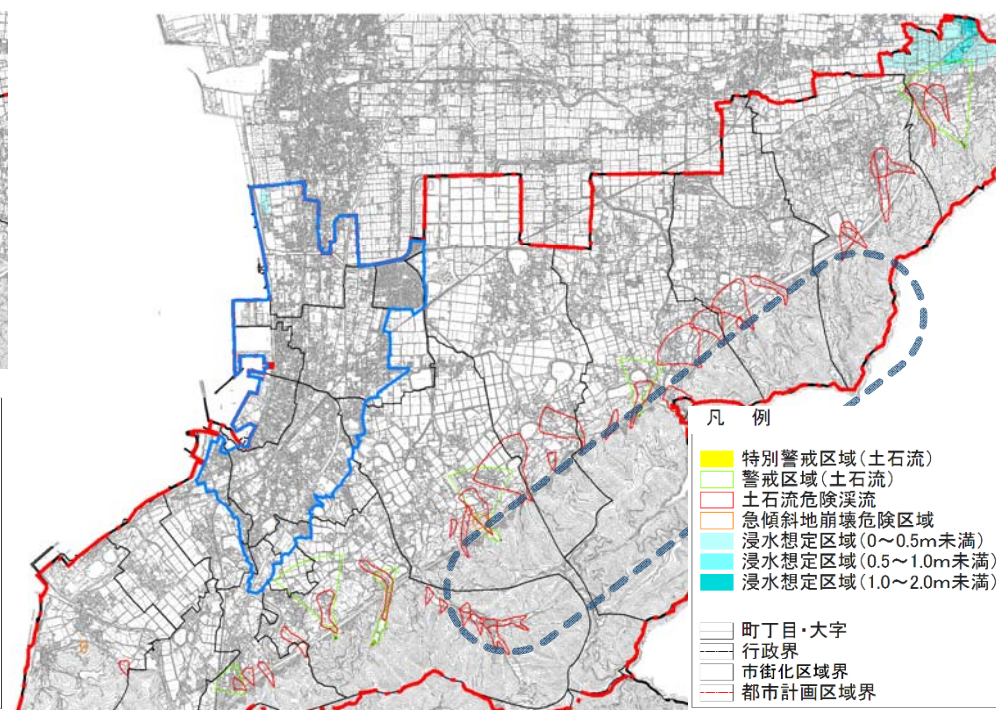 凡 例
特別警戒区域(土石流)
警戒区域(土石流)
土石流危険渓流
急傾斜地崩壊危険区域
浸水想定区域(0～0.5m未満)
浸水想定区域(0.5～1.0m未満)
浸水想定区域(1.0～2.0m未満)
町丁目・大字
行政界
市街化区域界
都市計画区域界